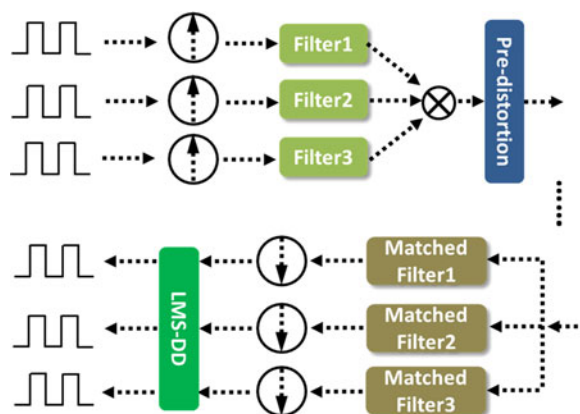 Filter1
Filter2
Filter3
Pre-distortion
Matched
Filter1
Matched
Filter2
Matched
Filter3
LMS-DD